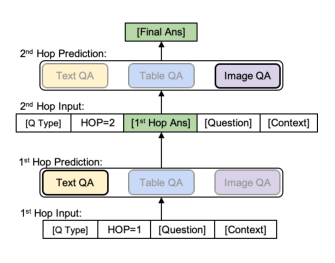 [Final Ans]
2nd Hop Prediction:
Text QA Table QA Image QA
2nd Hop Input:
[Q Type] HOP=2 [1st Hop Ans] [Question] [Context]
1st Hop Prediction:
Text QA Table QA Image QA
1st Hop Input:
[Q Type] HOP=1 [Question] [Context]